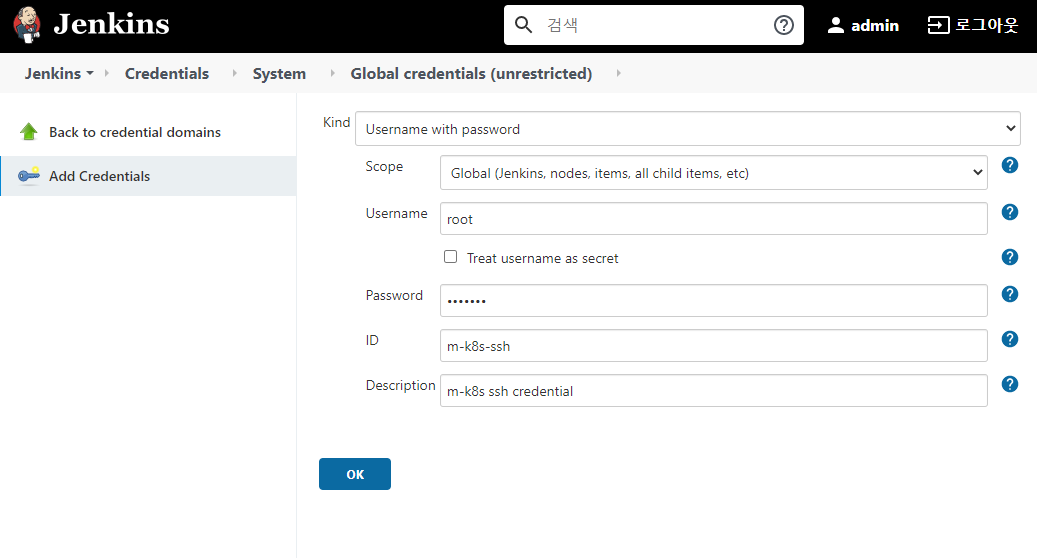 Jenkins
검색
admin
로그아웃
Jenkins
Credentials
System
Global credentials (unrestricted)
Back to credential domains
Add Credentials
Kind
Username with password
Scope
Global (Jenkins, nodes, items, all child items, etc)
Username
root
Treat username as secret
Password
•••••••
ID
m-k8s-ssh
Description
m-k8s ssh credential
OK